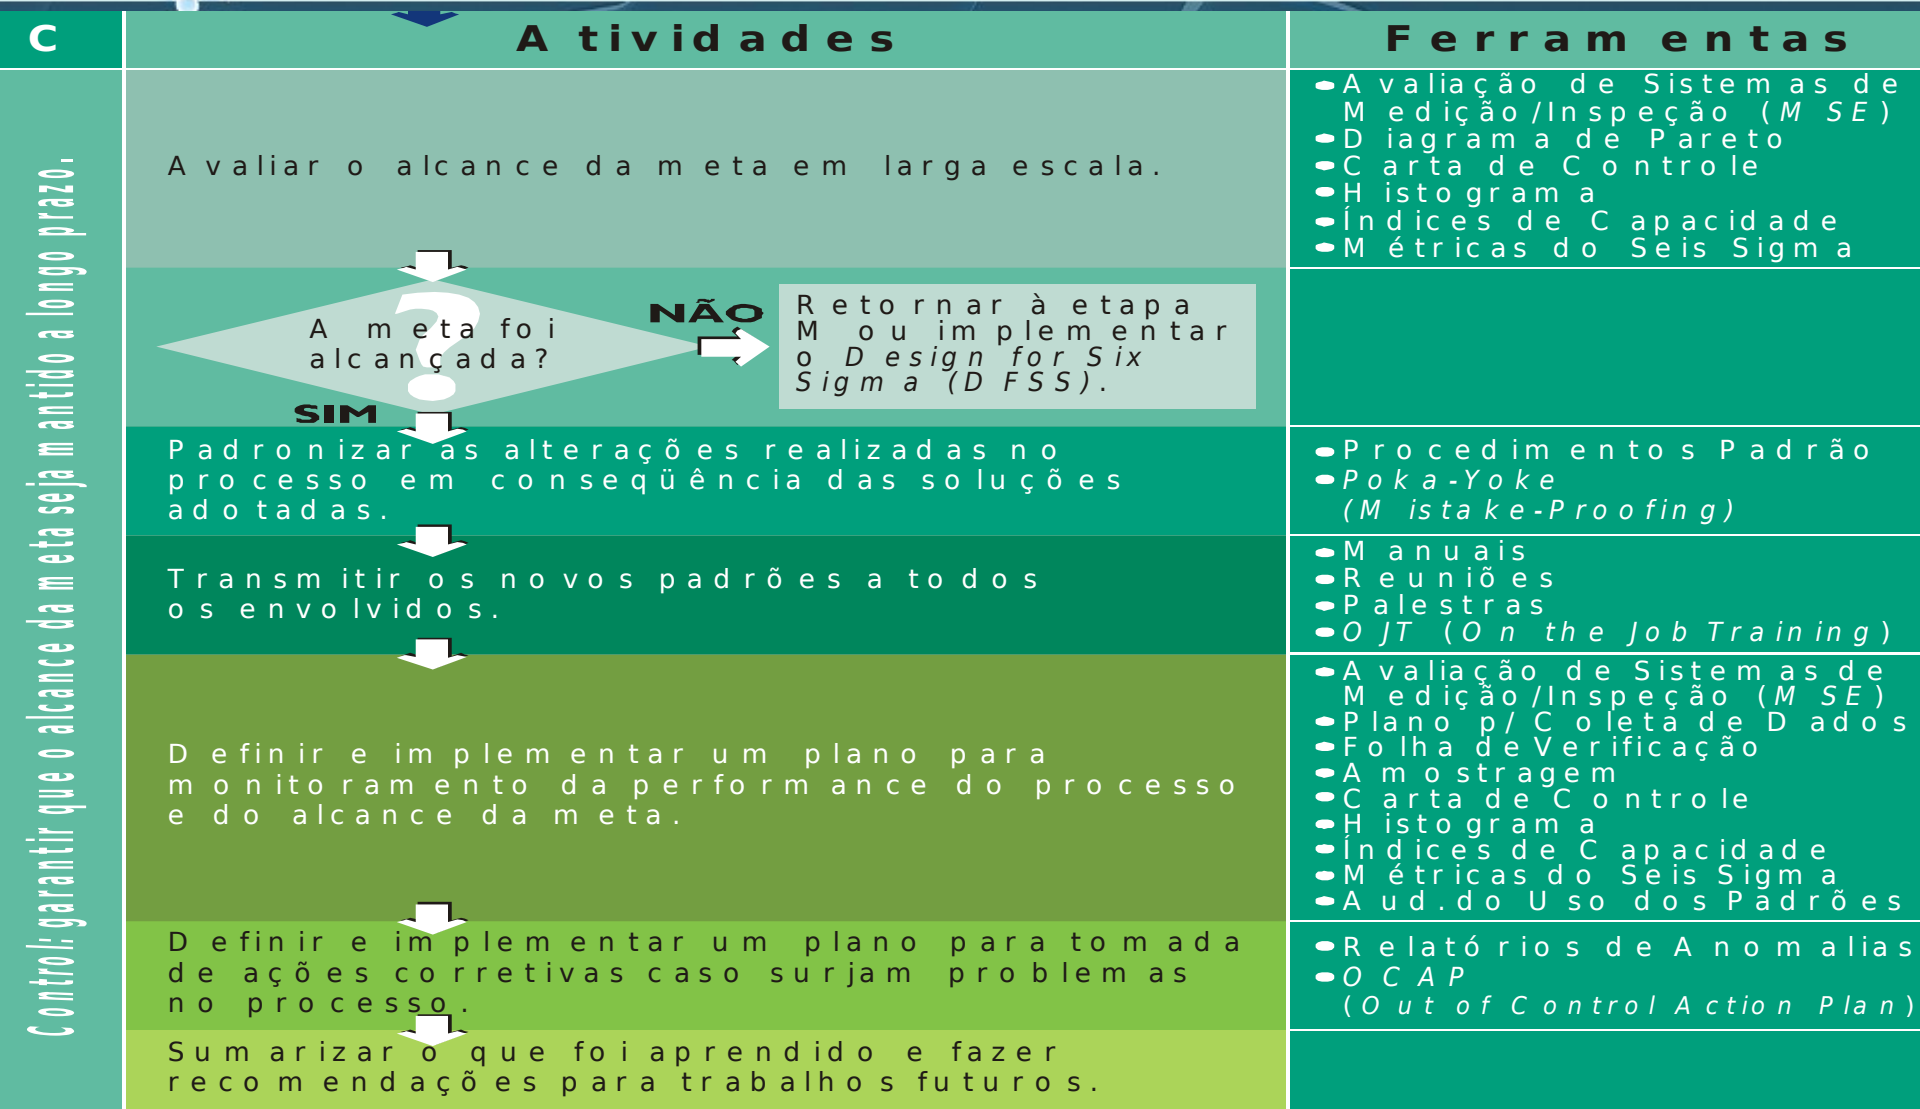 C
Atividades
Ferramentas
Control: garantir que o alcance da meta seja mantido a longo prazo.
Avaliar o alcance da meta em larga escala.
Avaliação de Sistemas de
Medição/Inspeção (MSE)
Diagrama de Pareto
Carta de Controle
Histograma
Índices de Capacidade
Métricas do Seis Sigma
?
A meta foi
alcançada?
NÃO
Retornar à etapa
M ou implementar
o Design for Six
Sigma (DFSS).
SIM
Padronizar as alterações realizadas no
processo em conseqüência das soluções
adotadas.
Procedimentos Padrão
Poka-Yoke
(Mistake-Proofing)
Transmitir os novos padrões a todos
os envolvidos.
Manuais
Reuniões
Palestras
OJT (On the Job Training)
Definir e implementar um plano para
monitoramento da performance do processo
e do alcance da meta.
Avaliação de Sistemas de
Medição/Inspeção (MSE)
Plano p/ Coleta de Dados
Folha de Verificação
Amostragem
Carta de Controle
Histograma
Índices de Capacidade
Métricas do Seis Sigma
Aud. do Uso dos Padrões
Definir e implementar um plano para tomada
de ações corretivas caso surjam problemas
no processo.
Relatórios de Anomalias
OCAP
(Out of Control Action Plan)
Sumarizar o que foi aprendido e fazer
recomendações para trabalhos futuros.